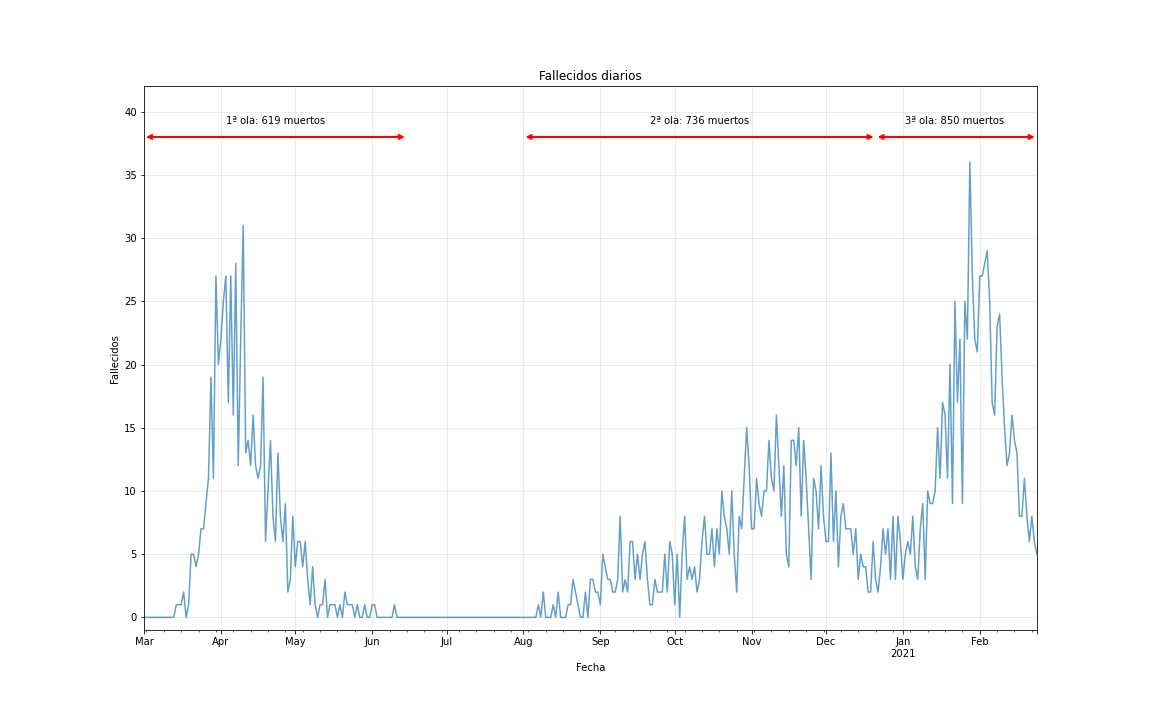 Fallecidos diarios
1ª ola: 619 muertos
2ª ola: 736 muertos
3ª ola: 850 muertos
40
35
30
25
20
15
10
5
0
Fallecidos
Mar
Apr
May
Jun
Jul
Aug
Sep
Oct
Nov
Dec
Jan
2021
Feb
Fecha